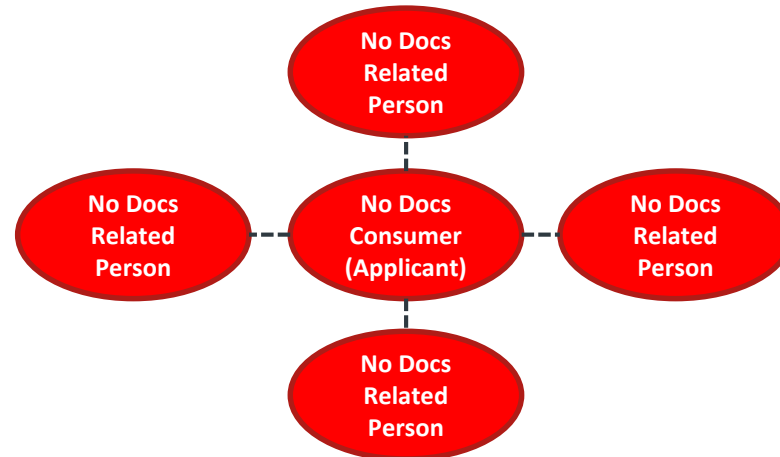 No Docs
Related
Person
No Docs
Related
Person
No Docs
Consumer
(Applicant)
No Docs
Related
Person
No Docs
Related
Person